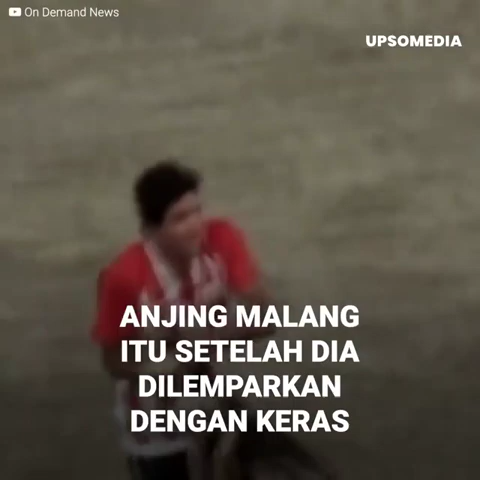 On Demand News
UPSOMEDIA
ANJING MALANG
ITU SETELAH DIA
DILEMPARKAN
DENGAN KERAS